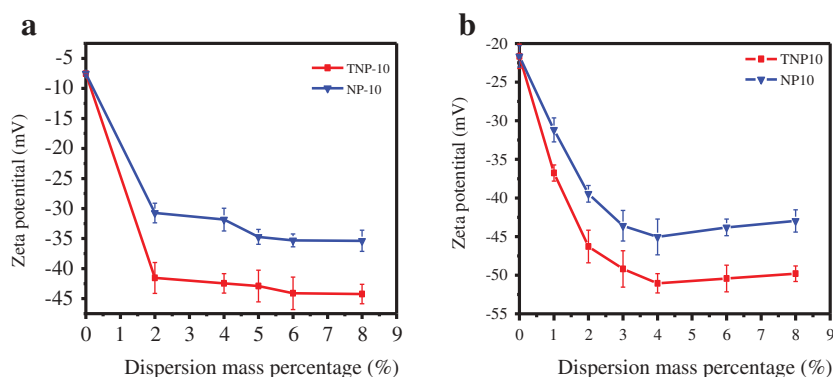 a
-5
-10
-15
-20
-25
-30
-35
-40
-45
Zeta potentital (mV)
TNP-10
NP-10
0 1 2 3 4 5 6 7 8 9
Dispersion mass percentage (%)
b
-20
-25
-30
-35
-40
-45
-50
-55
Zeta potentital (mV)
TNP10
NP10
0 1 2 3 4 5 6 7 8 9
Dispersion mass percentage (%)